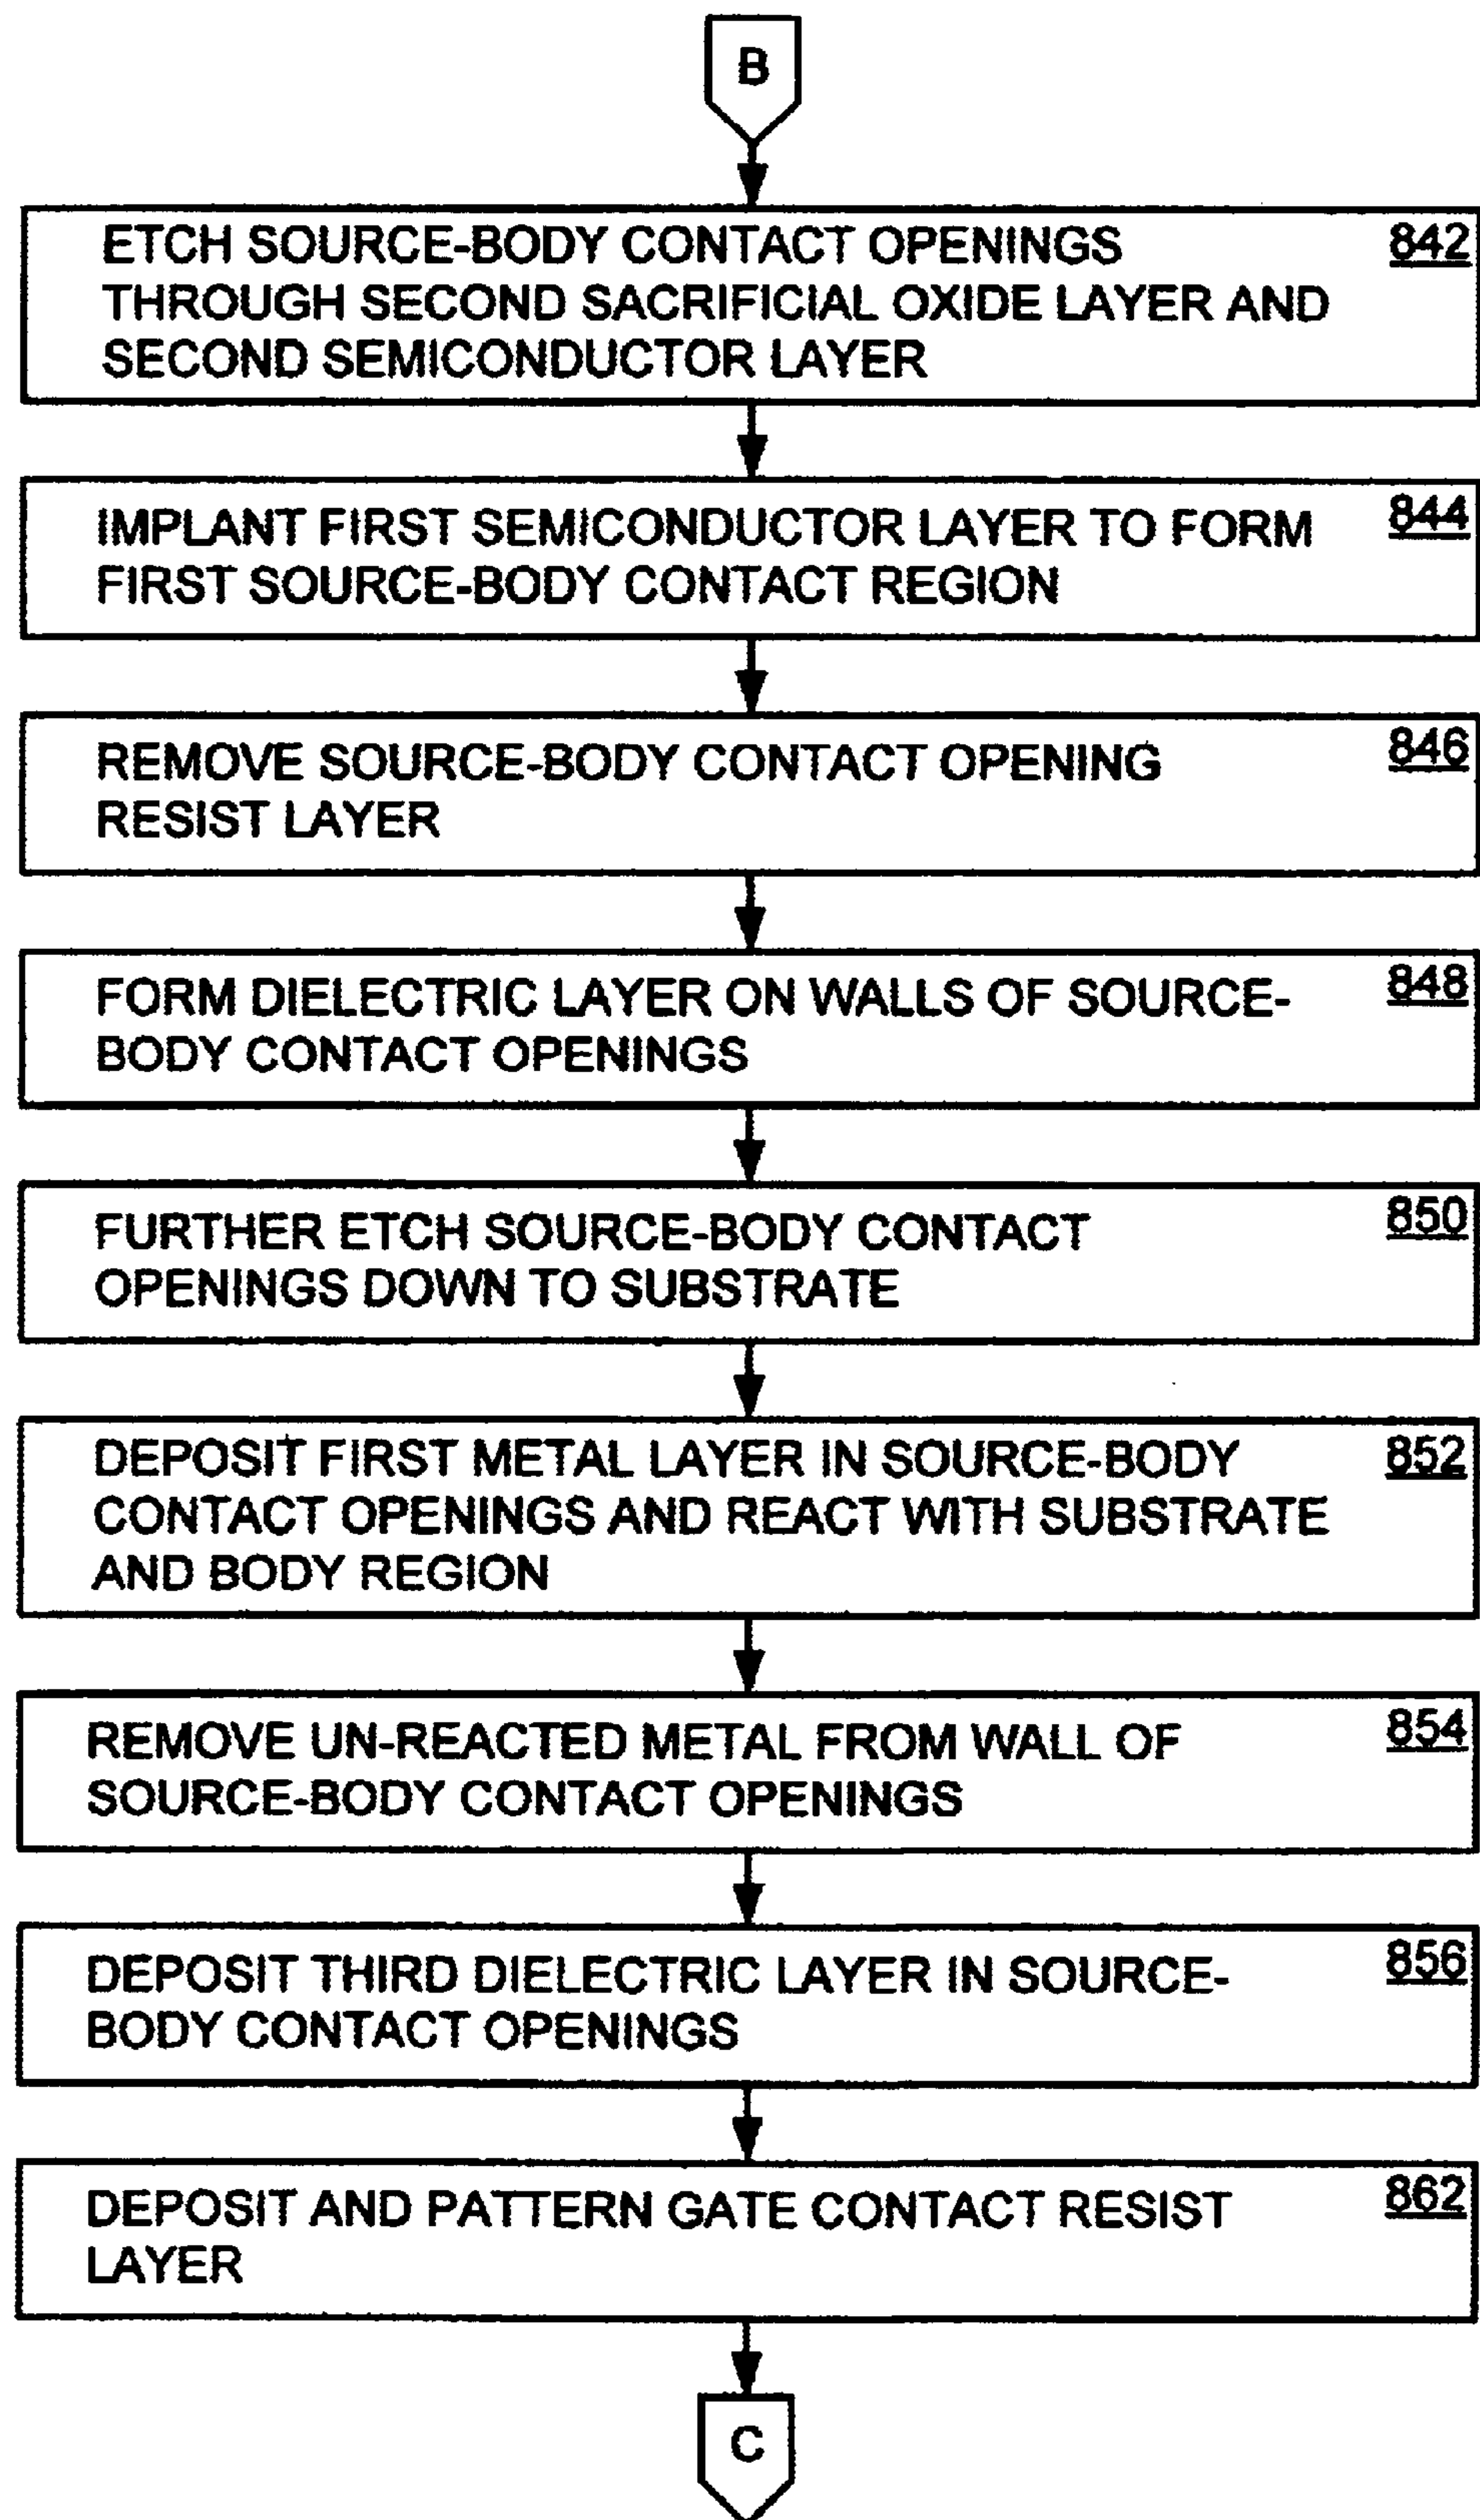 B
ETCH SOURCE-BODY CONTACT OPENINGS 842
THROUGH SECOND SACRIFICIAL OXIDE LAYER AND
SECOND SEMICONDUCTOR LAYER
IMPLANT FIRST SEMICONDUCTOR LAYER TO FORM 844
FIRST SOURCE-BODY CONTACT REGION
REMOVE SOURCE-BODY CONTACT OPENING 846
RESIST LAYER
FORM DIELECTRIC LAYER ON WALLS OF SOURCE- 848
BODY CONTACT OPENINGS
FURTHER ETCH SOURCE-BODY CONTACT 850
OPENINGS DOWN TO SUBSTRATE
DEPOSIT FIRST METAL LAYER IN SOURCE-BODY 852
CONTACT OPENINGS AND REACT WITH SUBSTRATE
AND BODY REGION
REMOVE UN-REACTED METAL FROM WALL OF 854
SOURCE-BODY CONTACT OPENINGS
DEPOSIT THIRD DIELECTRIC LAYER IN SOURCE- 856
BODY CONTACT OPENINGS
DEPOSIT AND PATTERN GATE CONTACT RESIST 862
LAYER
C